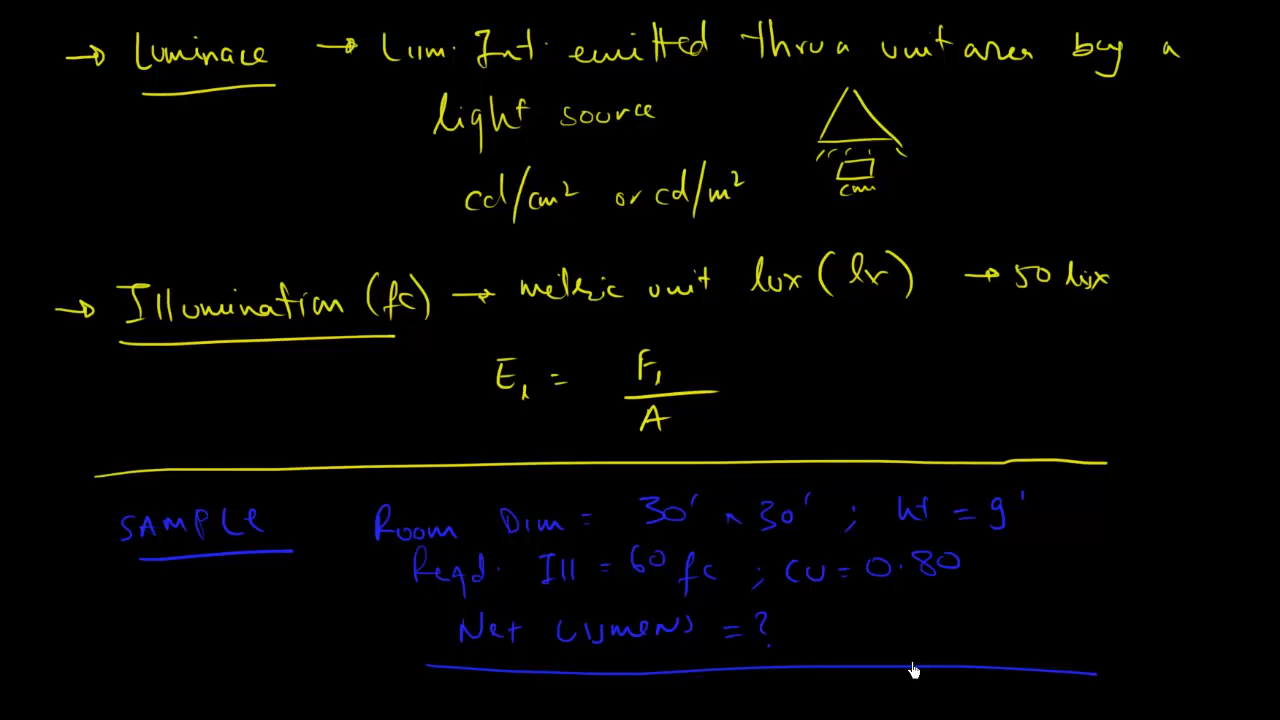 → Luminace → Lum. Int. emitted thru a unit area by a
light source
cd/cm² or cd/m²
cm
→ Illumination (fc) → metric unit lux (lx) → 50 lux
E₁ = F₁ / A
SAMPLE Room Dim = 30' x 30' ; ht = 9'
Reqd. Ill = 60 fc ; CU = 0.80
Net Lumens = ?